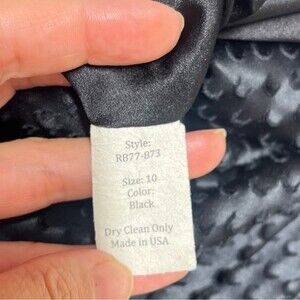 Style:
R877-873
Size: 10
Color:
Black
Dry Clean Only
Made in USA